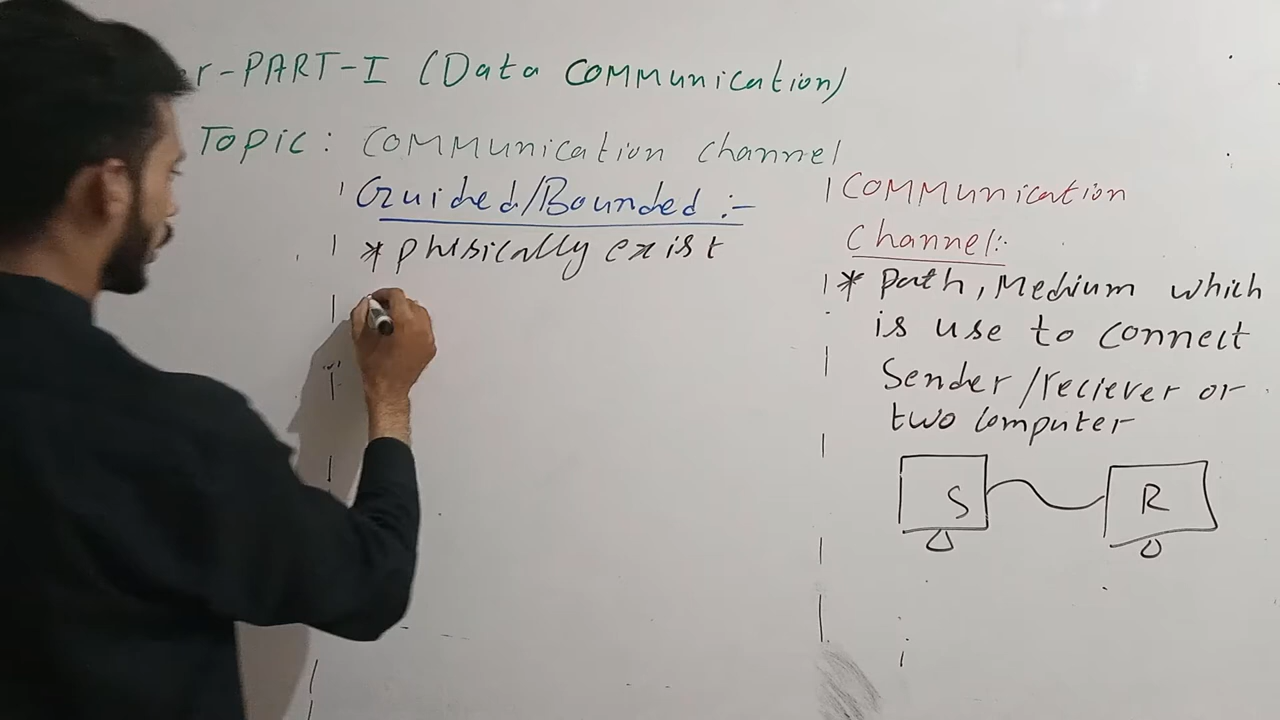 r-PART-I (Data Communication)
Topic: Communication channel
Guided/Bounded :-
* phisically exist
Communication
Channel:-
* Path, Medium which
is use to connect
Sender/reciever or
two computer
S
R